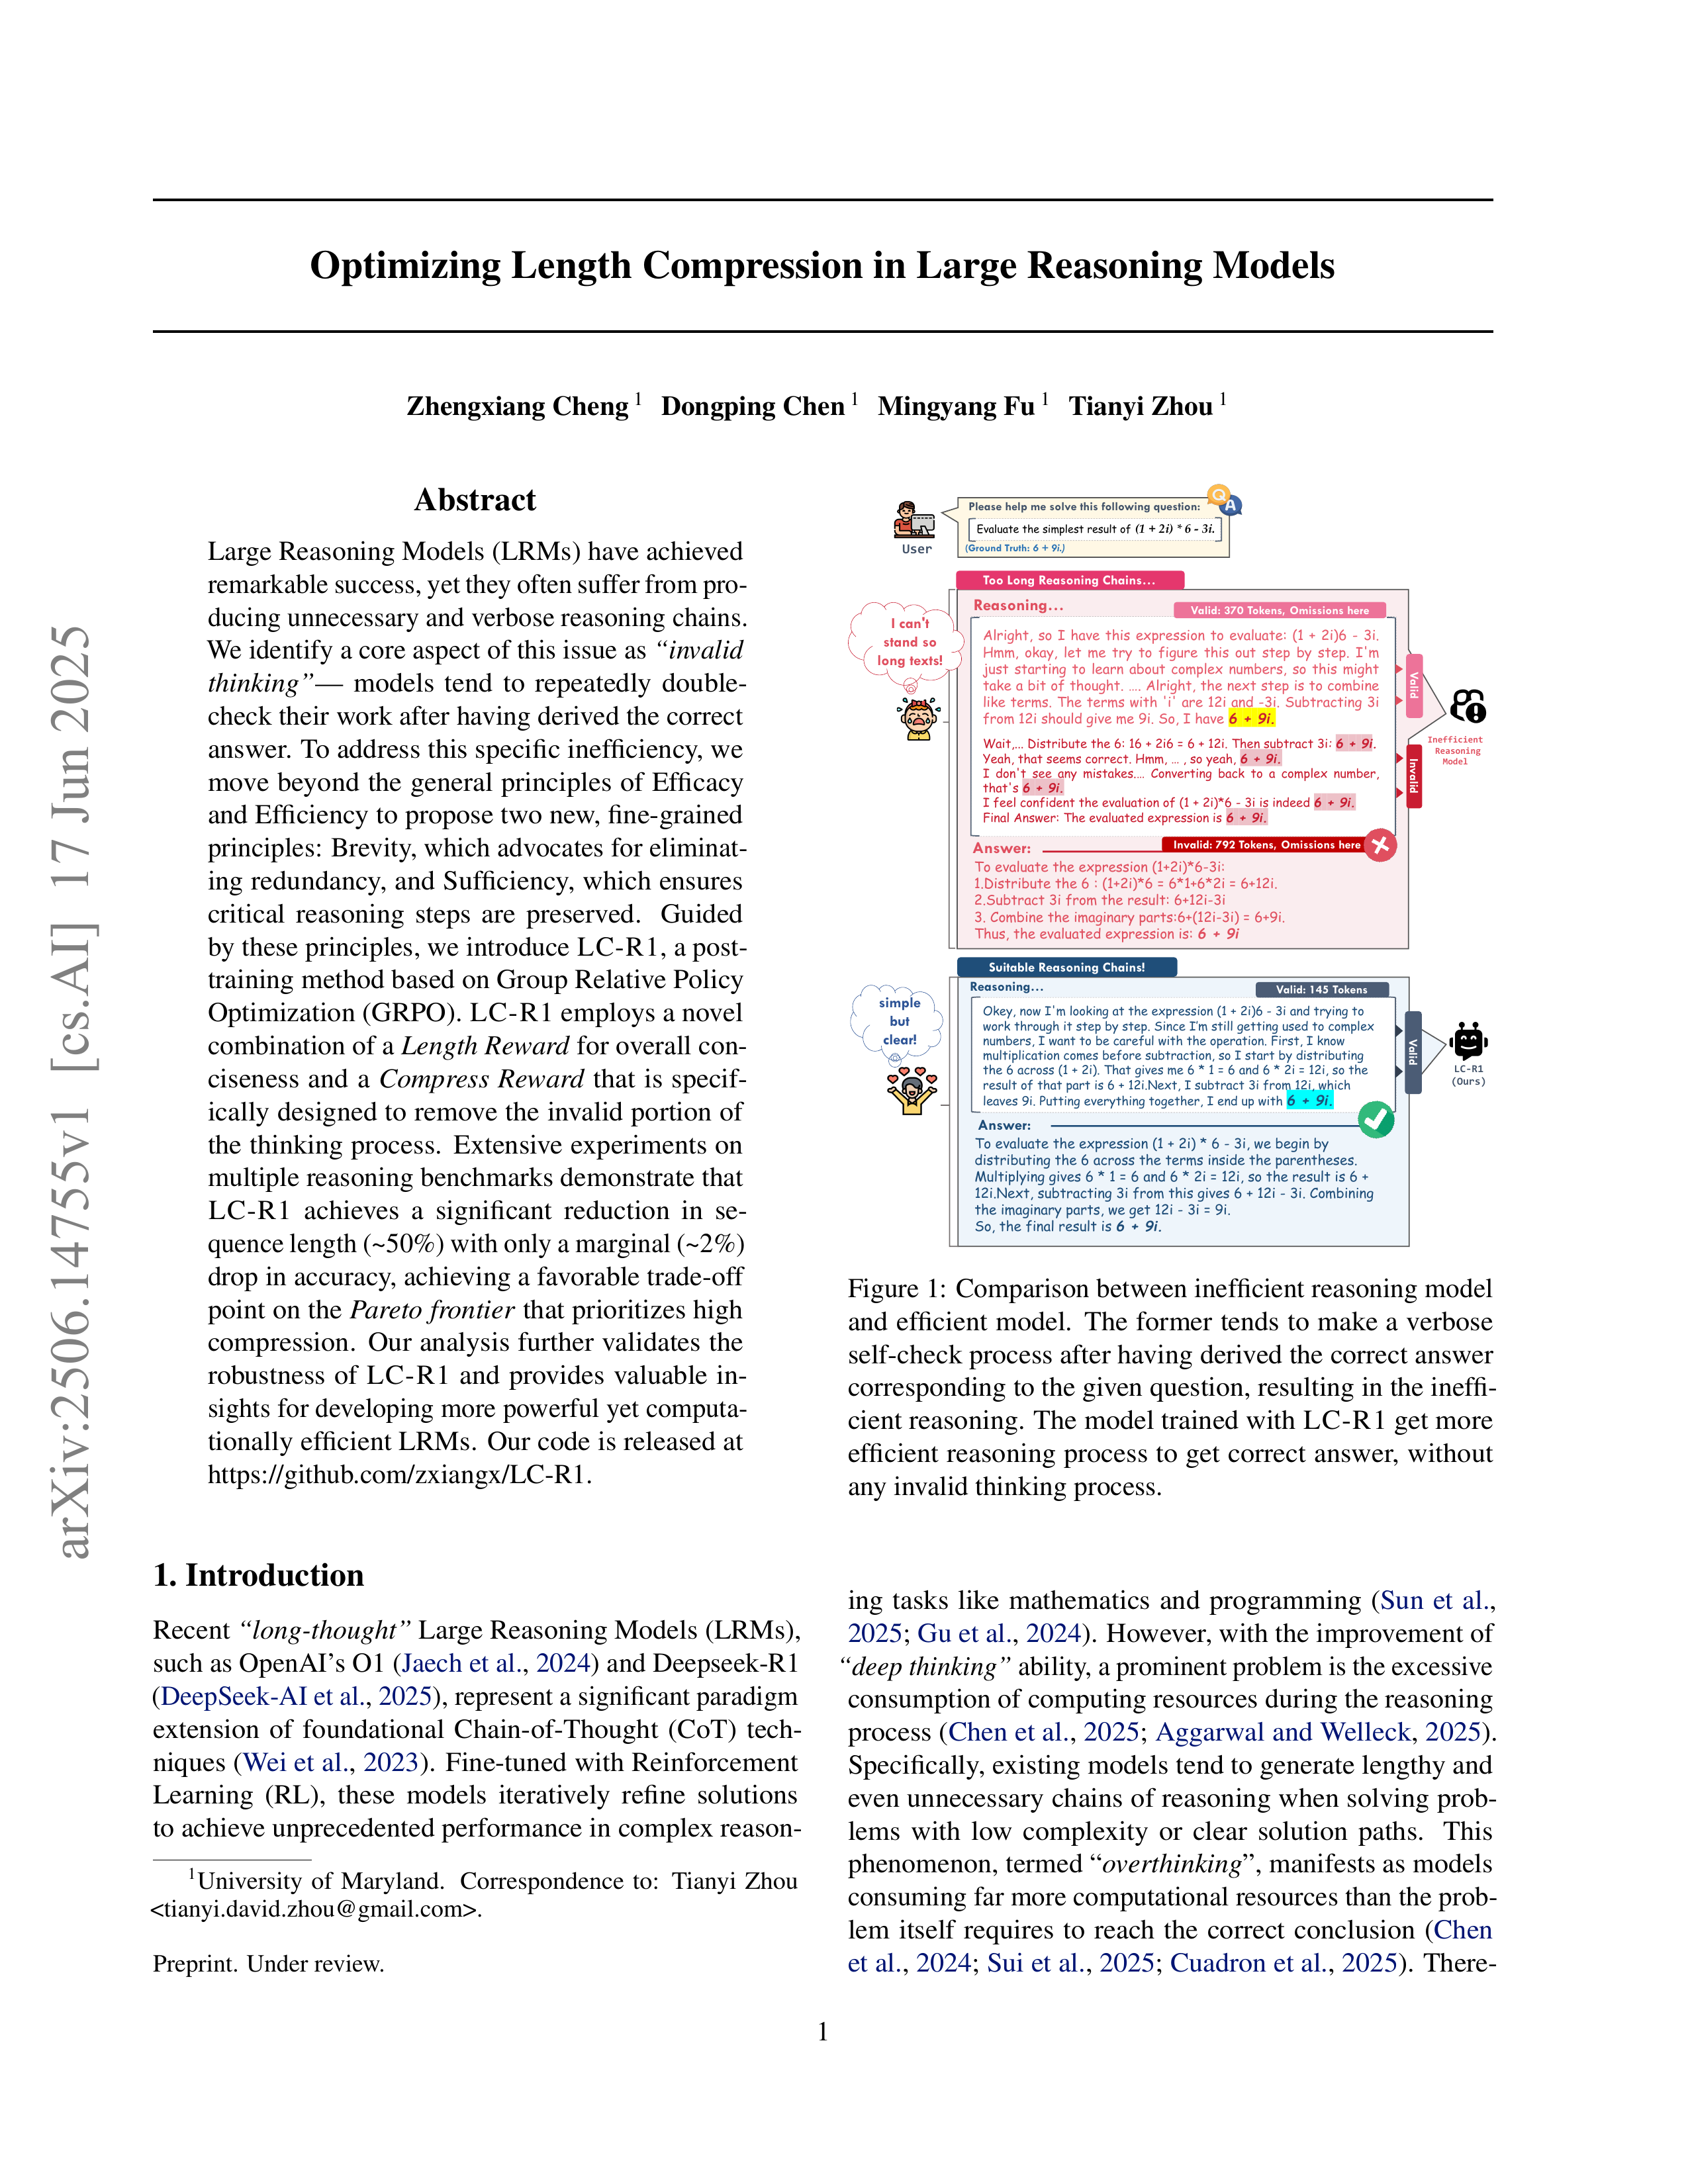 Optimizing Length Compression in Large Reasoning Models
Zhengxiang Cheng 1 Dongping Chen 1 Mingyang Fu 1 Tianyi Zhou 1
arXiv:2506.14755v1 [cs.AI] 17 Jun 2025
Abstract
Large Reasoning Models (LRMs) have achieved
remarkable success, yet they often suffer from pro-
ducing unnecessary and verbose reasoning chains.
We identify a core aspect of this issue as “invalid
thinking”— models tend to repeatedly double-
check their work after having derived the correct
answer. To address this specific inefficiency, we
move beyond the general principles of Efficacy
and Efficiency to propose two new, fine-grained
principles: Brevity, which advocates for eliminat-
ing redundancy, and Sufficiency, which ensures
critical reasoning steps are preserved. Guided
by these principles, we introduce LC-R1, a post-
training method based on Group Relative Policy
Optimization (GRPO). LC-R1 employs a novel
combination of a Length Reward for overall con-
ciseness and a Compress Reward that is specif-
ically designed to remove the invalid portion of
the thinking process. Extensive experiments on
multiple reasoning benchmarks demonstrate that
LC-R1 achieves a significant reduction in se-
quence length (~50%) with only a marginal (~2%)
drop in accuracy, achieving a favorable trade-off
point on the Pareto frontier that prioritizes high
compression. Our analysis further validates the
robustness of LC-R1 and provides valuable in-
sights for developing more powerful yet computa-
tionally efficient LRMs. Our code is released at
https://github.com/zxiangx/LC-R1.
1. Introduction
Recent “long-thought” Large Reasoning Models (LRMs),
such as OpenAI’s O1 (Jaech et al., 2024) and Deepseek-R1
(DeepSeek-AI et al., 2025), represent a significant paradigm
extension of foundational Chain-of-Thought (CoT) tech-
niques (Wei et al., 2023). Fine-tuned with Reinforcement
Learning (RL), these models iteratively refine solutions
to achieve unprecedented performance in complex reason-
1University of Maryland. Correspondence to: Tianyi Zhou
<tianyi.david.zhou@gmail.com>.
Preprint. Under review.
User
Q A
Please help me solve this following question:
Evaluate the simplest result of (1 + 2i) * 6 - 3i.
(Ground Truth: 6 + 9i.)
Too Long Reasoning Chains...
I can't
stand so
long texts!
Reasoning...
Valid: 370 Tokens, Omissions here
Alright, so I have this expression to evaluate: (1 + 2i)6 - 3i.
Hmm, okay, let me try to figure this out step by step. I'm
just starting to learn about complex numbers, so this might
take a bit of thought. .... Alright, the next step is to combine
like terms. The terms with 'i' are 12i and -3i. Subtracting 3i
from 12i should give me 9i. So, I have 6 + 9i.
Wait,... Distribute the 6: 16 + 2i6 = 6 + 12i. Then subtract 3i: 6 + 9i.
Yeah, that seems correct. Hmm, ... , so yeah, 6 + 9i.
I don't see any mistakes.... Converting back to a complex number,
that's 6 + 9i.
I feel confident the evaluation of (1 + 2i)*6 - 3i is indeed 6 + 9i.
Final Answer: The evaluated expression is 6 + 9i.
Valid
Invalid
Inefficient
Reasoning
Model
Invalid: 792 Tokens, Omissions here
Answer:
To evaluate the expression (1+2i)*6-3i:
1.Distribute the 6 : (1+2i)*6 = 6*1+6*2i = 6+12i.
2.Subtract 3i from the result: 6+12i-3i
3. Combine the imaginary parts:6+(12i-3i) = 6+9i.
Thus, the evaluated expression is: 6 + 9i
Suitable Reasoning Chains!
simple
but
clear!
Reasoning...
Valid: 145 Tokens
Okey, now I'm looking at the expression (1 + 2i)6 - 3i and trying to
work through it step by step. Since I'm still getting used to complex
numbers, I want to be careful with the operation. First, I know
multiplication comes before subtraction, so I start by distributing
the 6 across (1 + 2i). That gives me 6 * 1 = 6 and 6 * 2i = 12i, so the
result of that part is 6 + 12i.Next, I subtract 3i from 12i, which
leaves 9i. Putting everything together, I end up with 6 + 9i.
Valid
LC-R1
(Ours)
Answer:
To evaluate the expression (1 + 2i) * 6 - 3i, we begin by
distributing the 6 across the terms inside the parentheses.
Multiplying gives 6 * 1 = 6 and 6 * 2i = 12i, so the result is 6 +
12i.Next, subtracting 3i from this gives 6 + 12i - 3i. Combining
the imaginary parts, we get 12i - 3i = 9i.
So, the final result is 6 + 9i.
Figure 1: Comparison between inefficient reasoning model
and efficient model. The former tends to make a verbose
self-check process after having derived the correct answer
corresponding to the given question, resulting in the ineffi-
cient reasoning. The model trained with LC-R1 get more
efficient reasoning process to get correct answer, without
any invalid thinking process.
ing tasks like mathematics and programming (Sun et al.,
2025; Gu et al., 2024). However, with the improvement of
“deep thinking” ability, a prominent problem is the excessive
consumption of computing resources during the reasoning
process (Chen et al., 2025; Aggarwal and Welleck, 2025).
Specifically, existing models tend to generate lengthy and
even unnecessary chains of reasoning when solving prob-
lems with low complexity or clear solution paths. This
phenomenon, termed “overthinking”, manifests as models
consuming far more computational resources than the prob-
lem itself requires to reach the correct conclusion (Chen
et al., 2024; Sui et al., 2025; Cuadron et al., 2025). There-
1